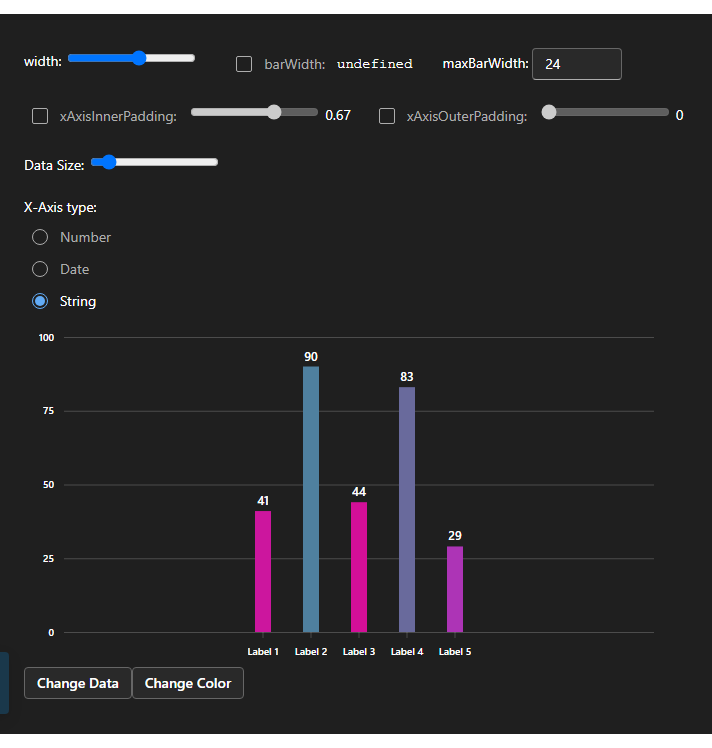 width: barWidth: undefined maxBarWidth: 24
xAxisInnerPadding: 0.67 xAxisOuterPadding: 0
Data Size:
X-Axis type:
Number
Date
String
100
90
83
75
50
44
41
29
25
0
Label 1 Label 2 Label 3 Label 4 Label 5
Change Data Change Color